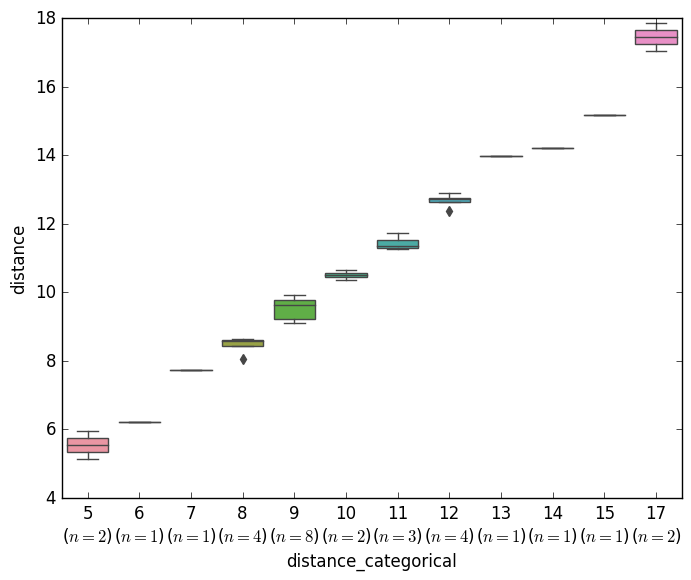 18
16
14
12
10
8
6
4
distance
5 6 7 8 9 10 11 12 13 14 15 17
(n = 2) (n = 1) (n = 1) (n = 4) (n = 8) (n = 2) (n = 3) (n = 4) (n = 1) (n = 1) (n = 1) (n = 2)
distance_categorical